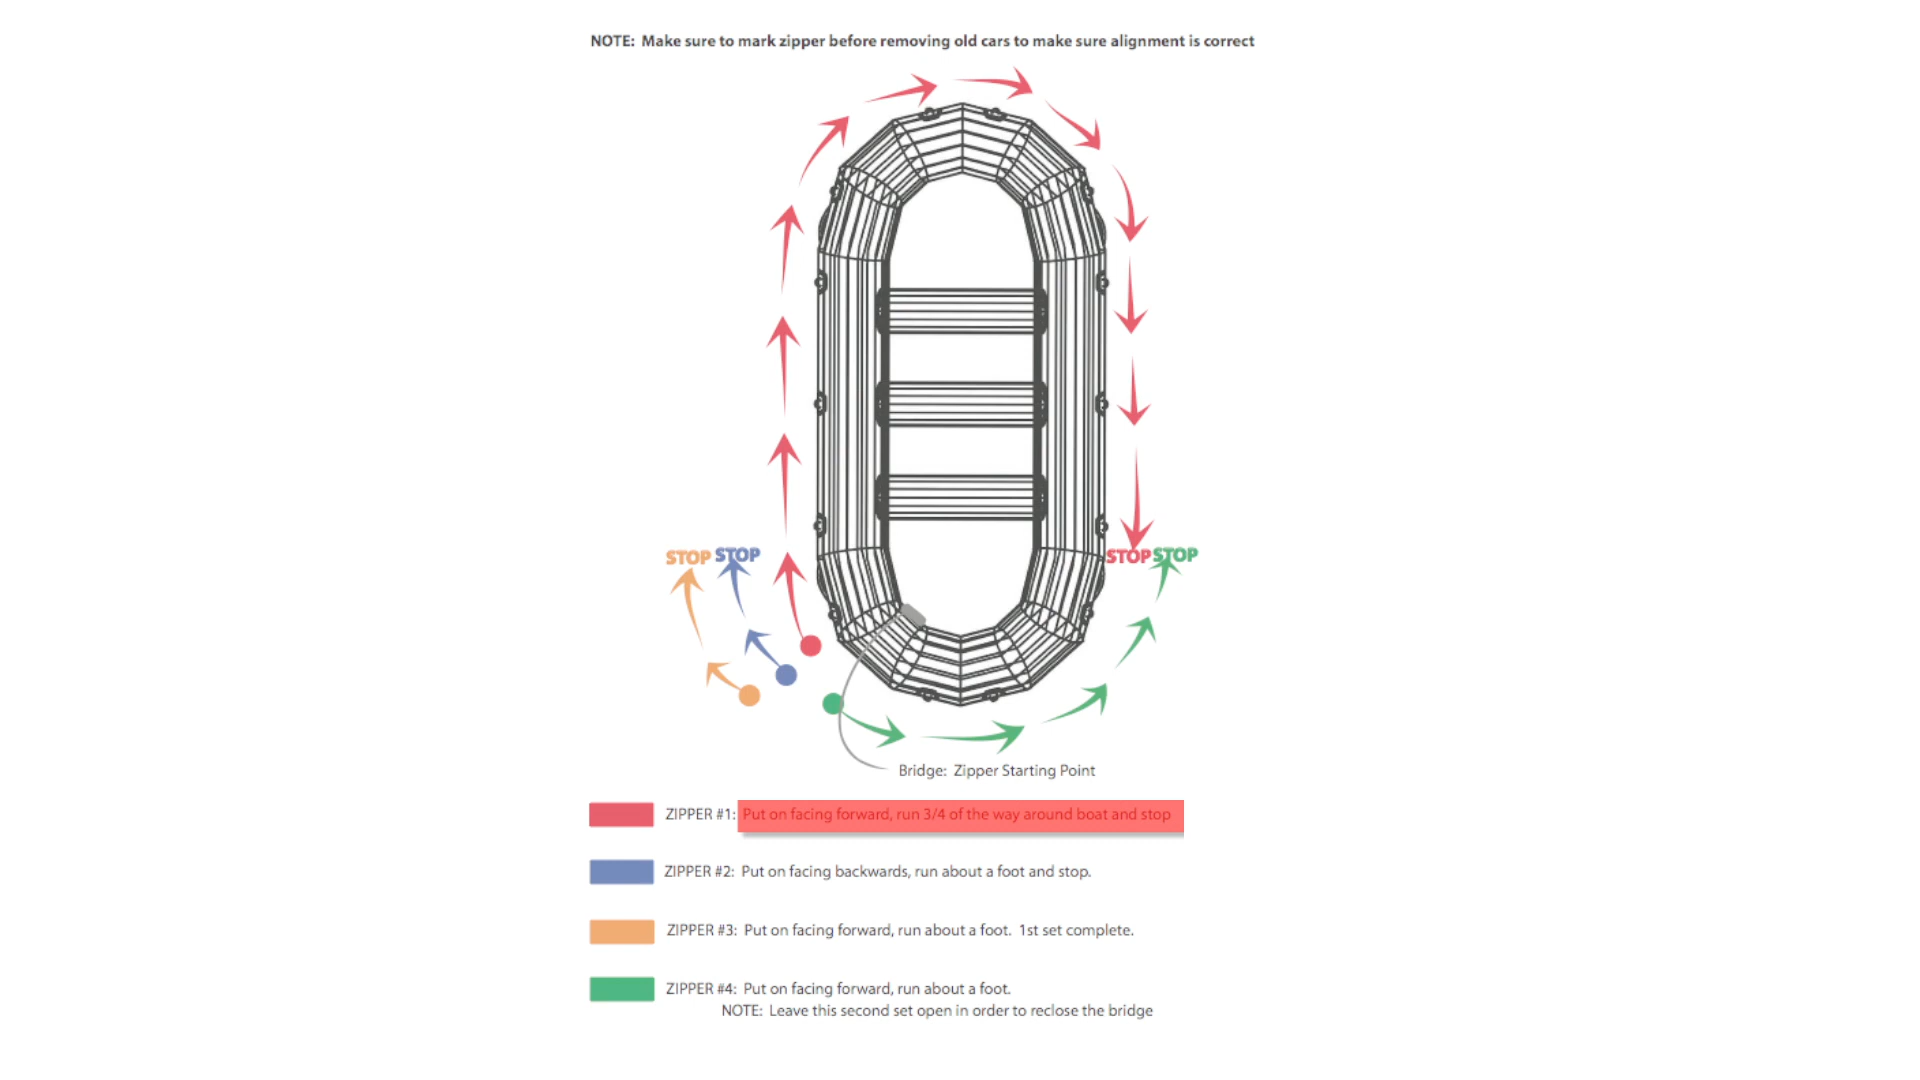 NOTE: Make sure to mark zipper before removing old cars to make sure alignment is correct
STOP STOP
STOP STOP
Bridge: Zipper Starting Point
ZIPPER #1: Put on facing forward, run 3/4 of the way around boat and stop
ZIPPER #2: Put on facing backwards, run about a foot and stop.
ZIPPER #3: Put on facing forward, run about a foot. 1st set complete.
ZIPPER #4: Put on facing forward, run about a foot.
NOTE: Leave this second set open in order to reclose the bridge